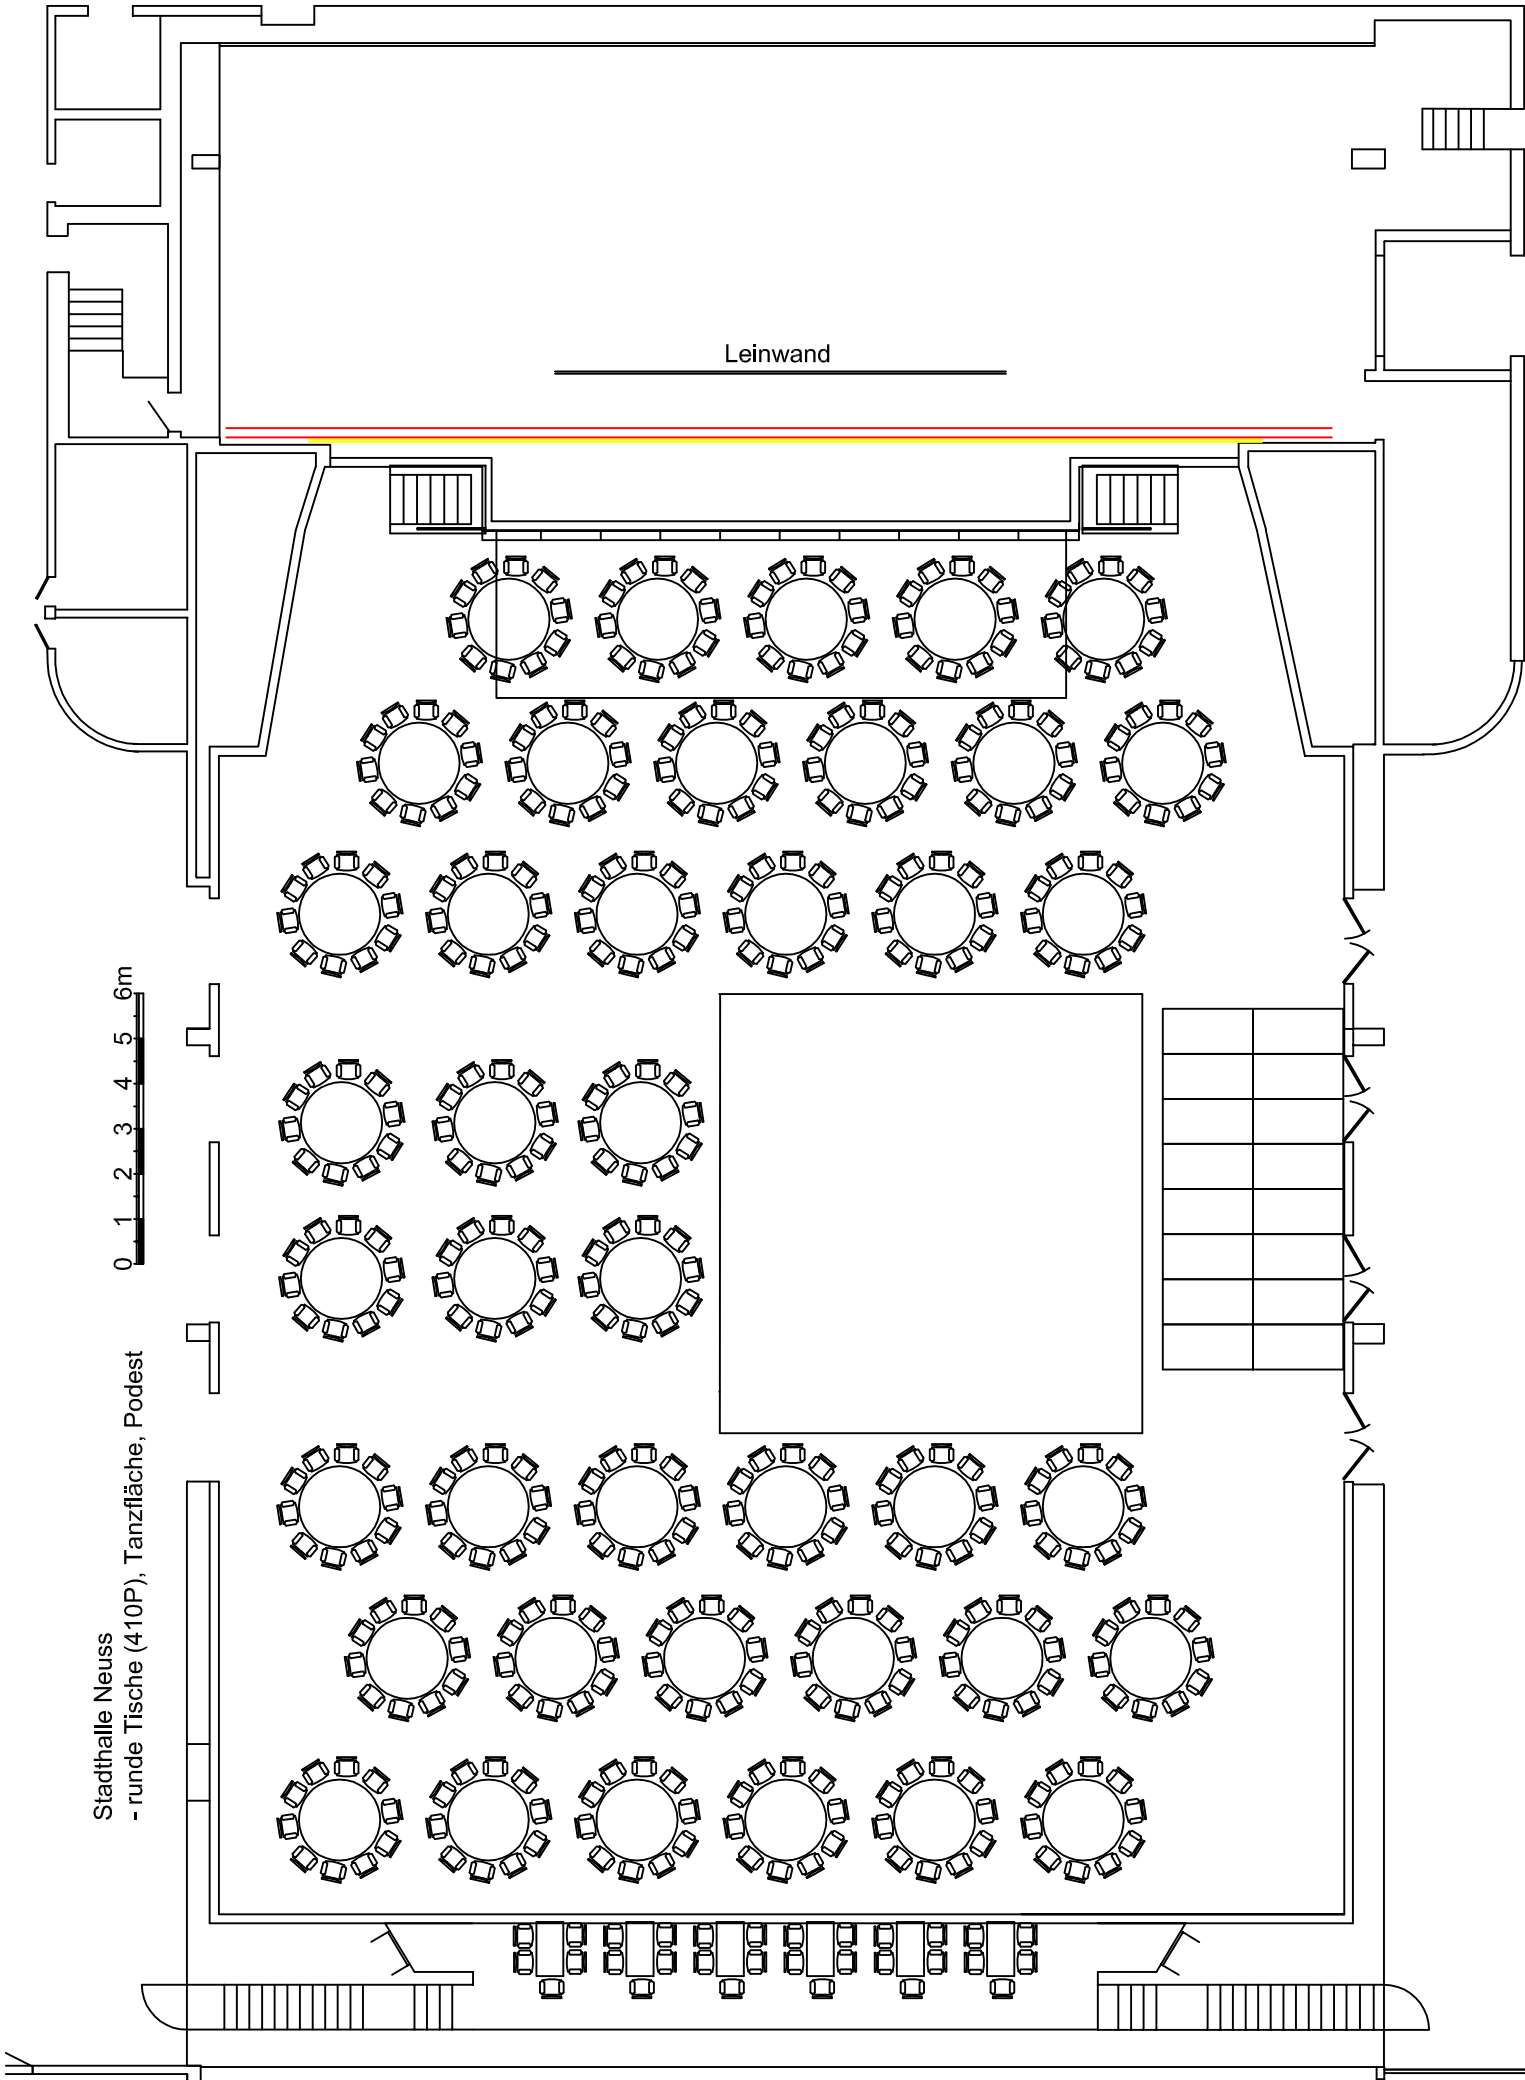 Leinwand
0 1 2 3 4 5 6m
Stadthalle Neuss
- runde Tische (410P), Tanzfläche, Podest